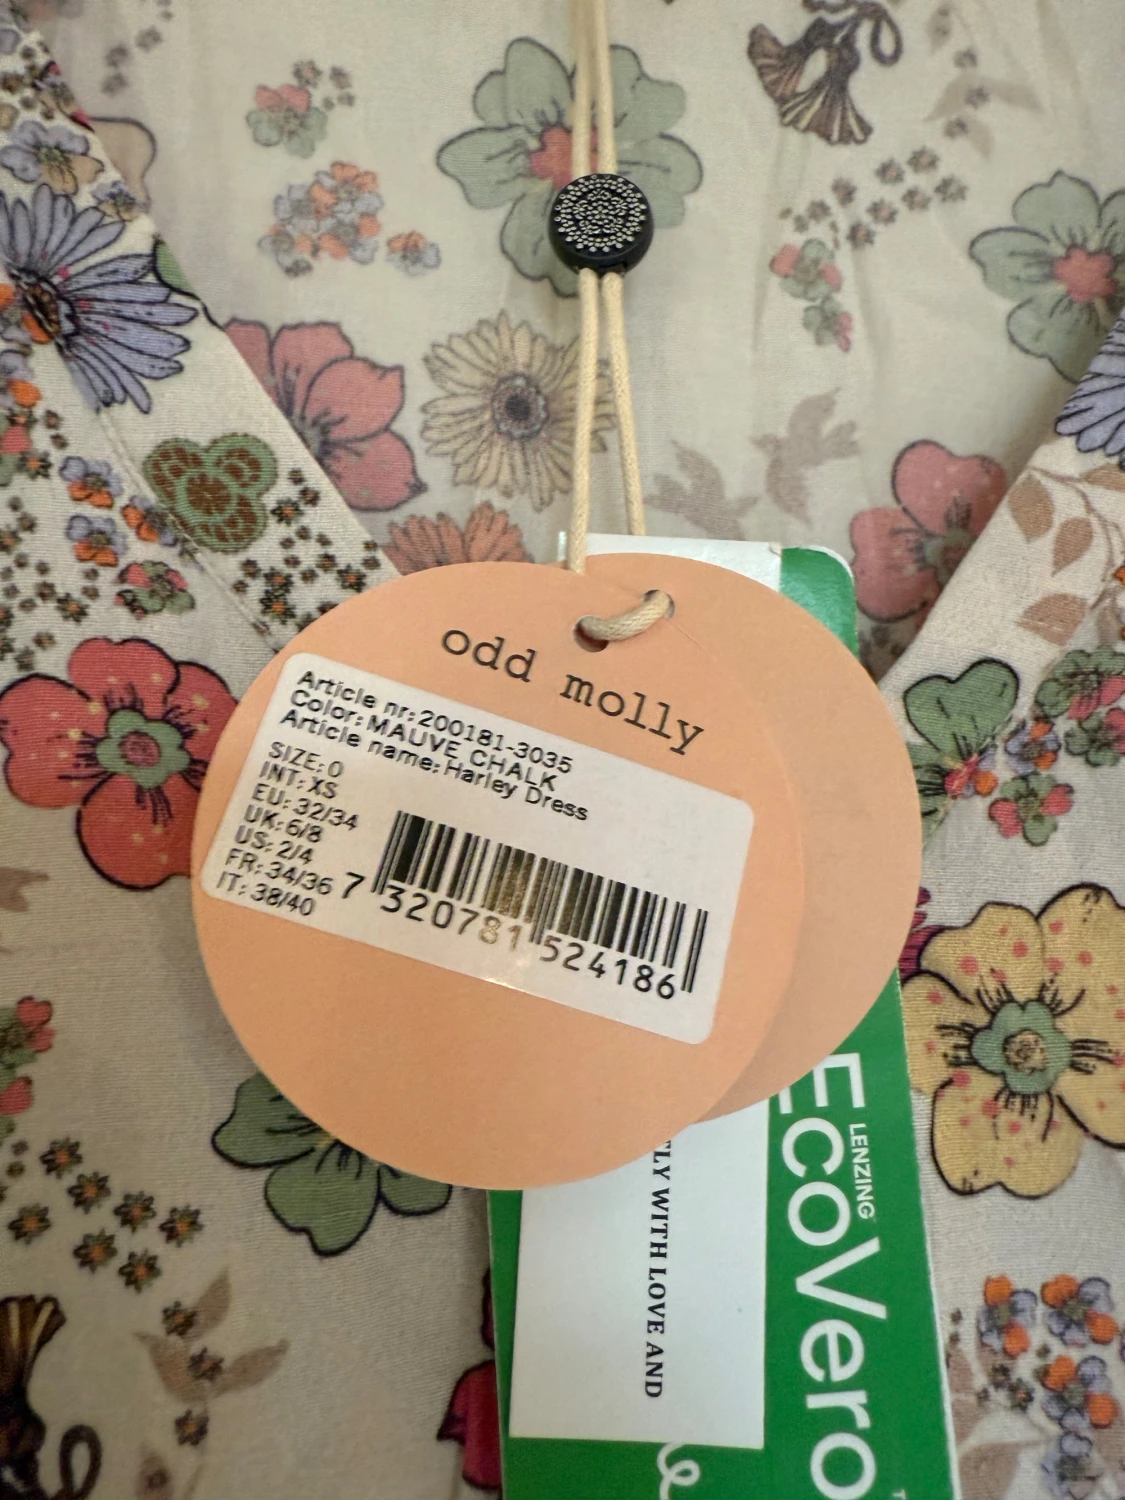 odd molly
Article nr: 200181-3035
Color: MAUVE CHALK
Article name: Harley Dress
SIZE: 0
INT: XS
EU: 32/34
UK: 6/8
US: 2/4
FR: 34/36
IT: 38/40
7 320781 524186
LY WITH LOVE AND
LENZING
EcoVero